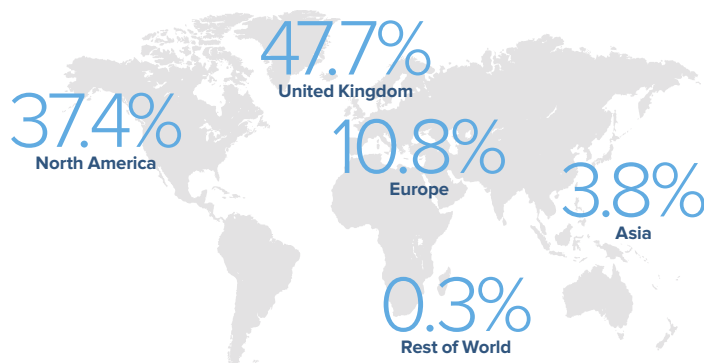 47.7%
United Kingdom
37.4%
North America
10.8%
Europe
3.8%
Asia
0.3%
Rest of World